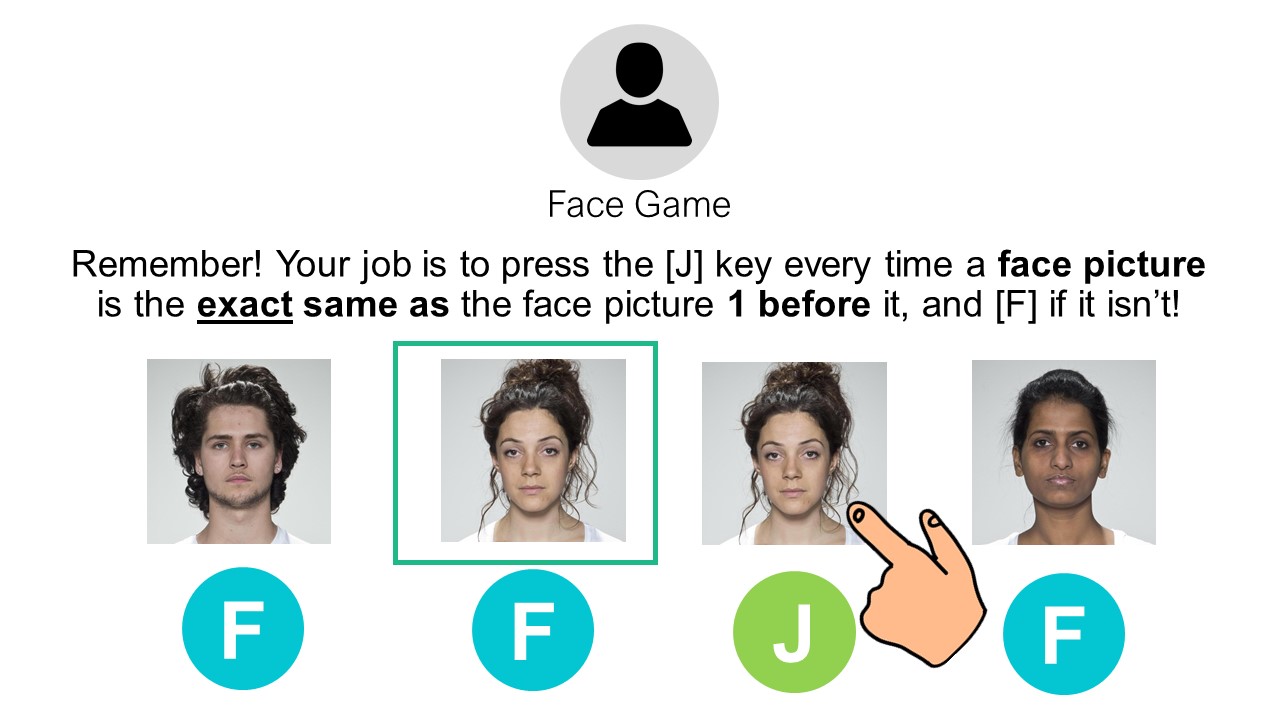 Face Game
Remember! Your job is to press the [J] key every time a face picture
is the exact same as the face picture 1 before it, and [F] if it isn’t!
F F J F